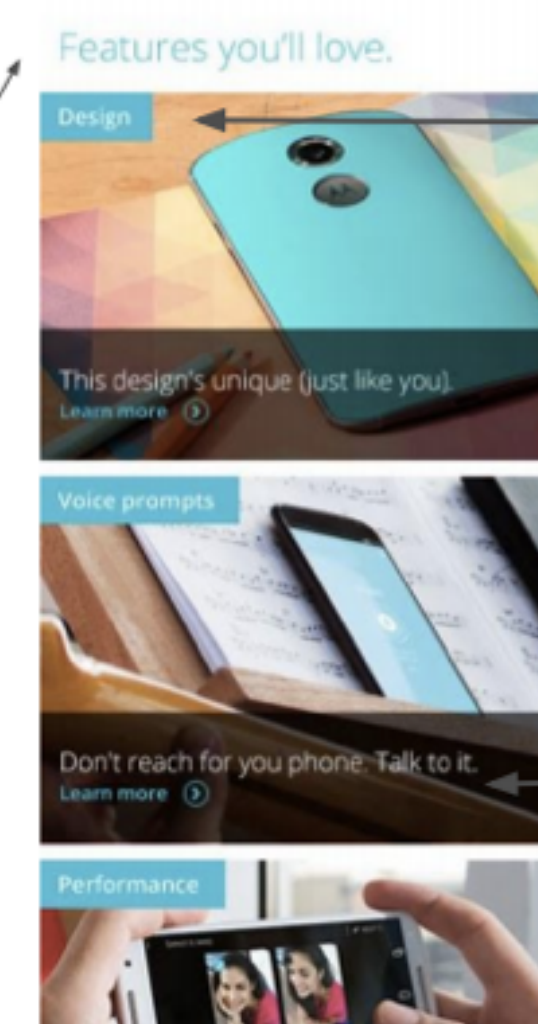 Features you'll love.
Design
This design's unique (just like you).
Learn more
Voice prompts
Don't reach for you phone. Talk to it.
Learn more
Performance